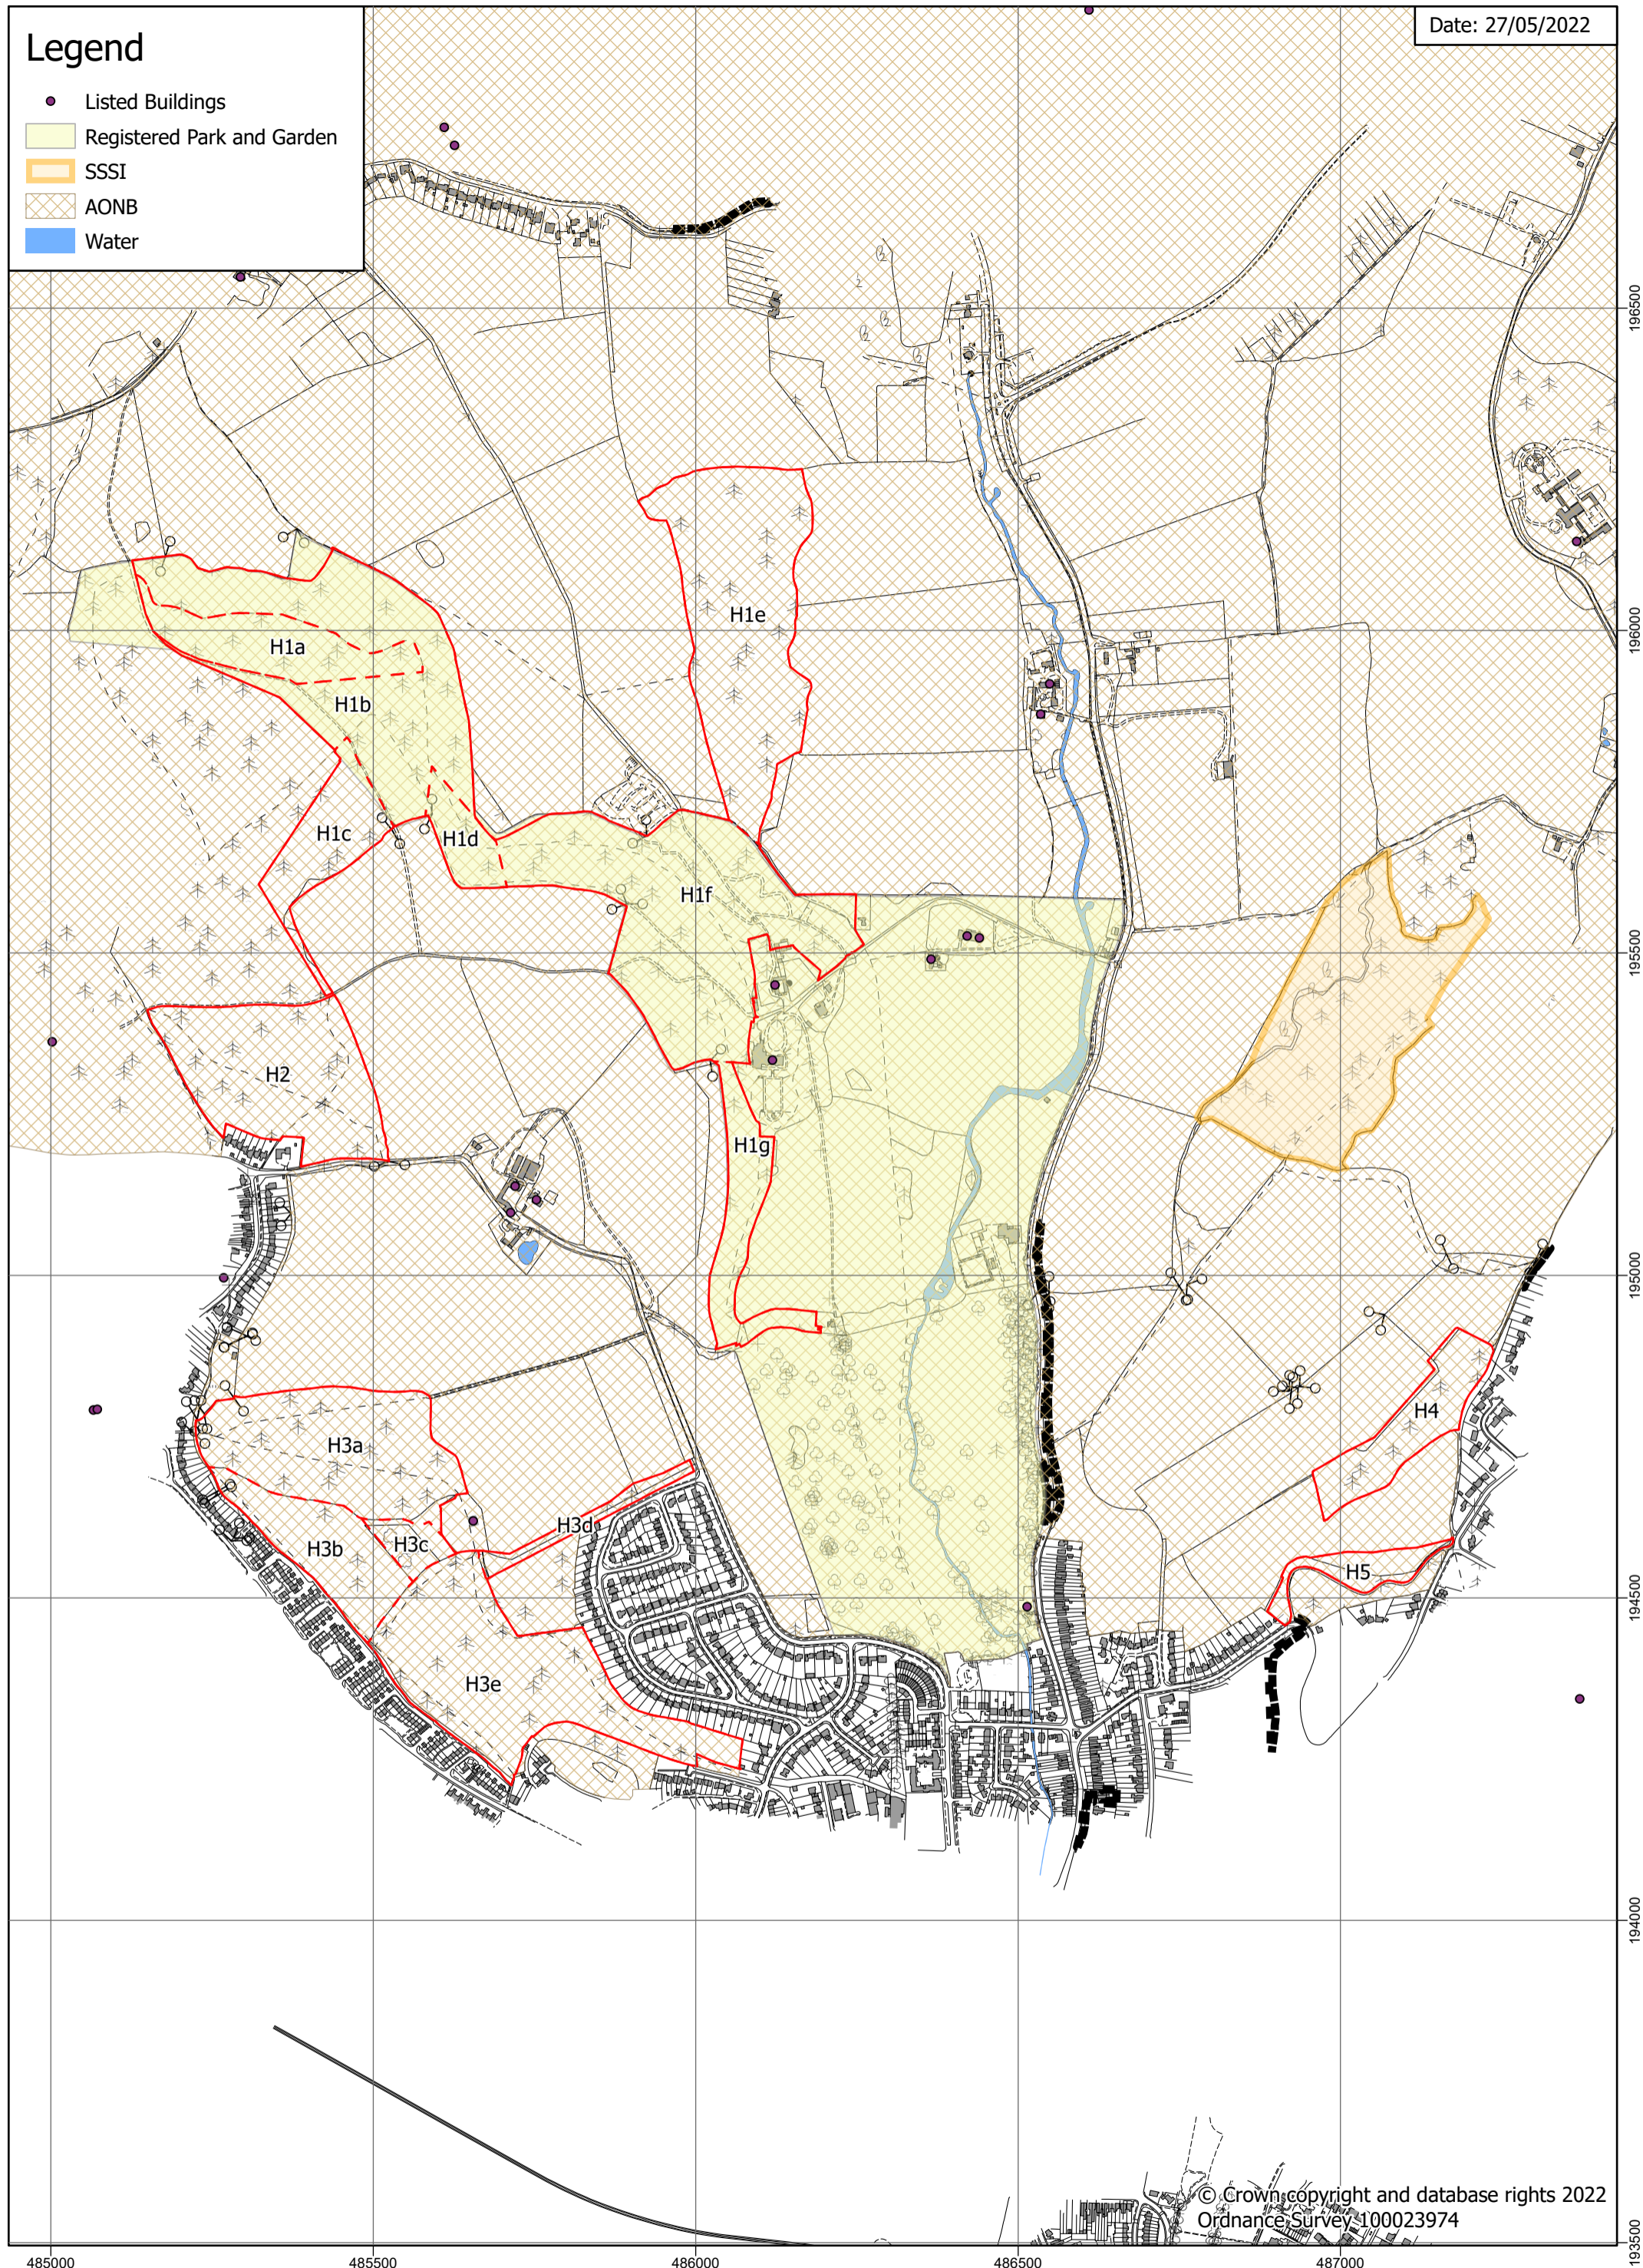 Legend
Date: 27/05/2022
Listed Buildings
Registered Park and Garden
SSSI
AONB
Water
196500
H1e
196000
H1a
H1b
H1c
H1d
H1f
195500
H2
H1g
195000
H4
H3a
H3d
H3b
H3c
H5
194500
H3e
194000
© Crown copyright and database rights 2022
Ordnance Survey 100023974
193500
485000
485500
486000
486500
487000